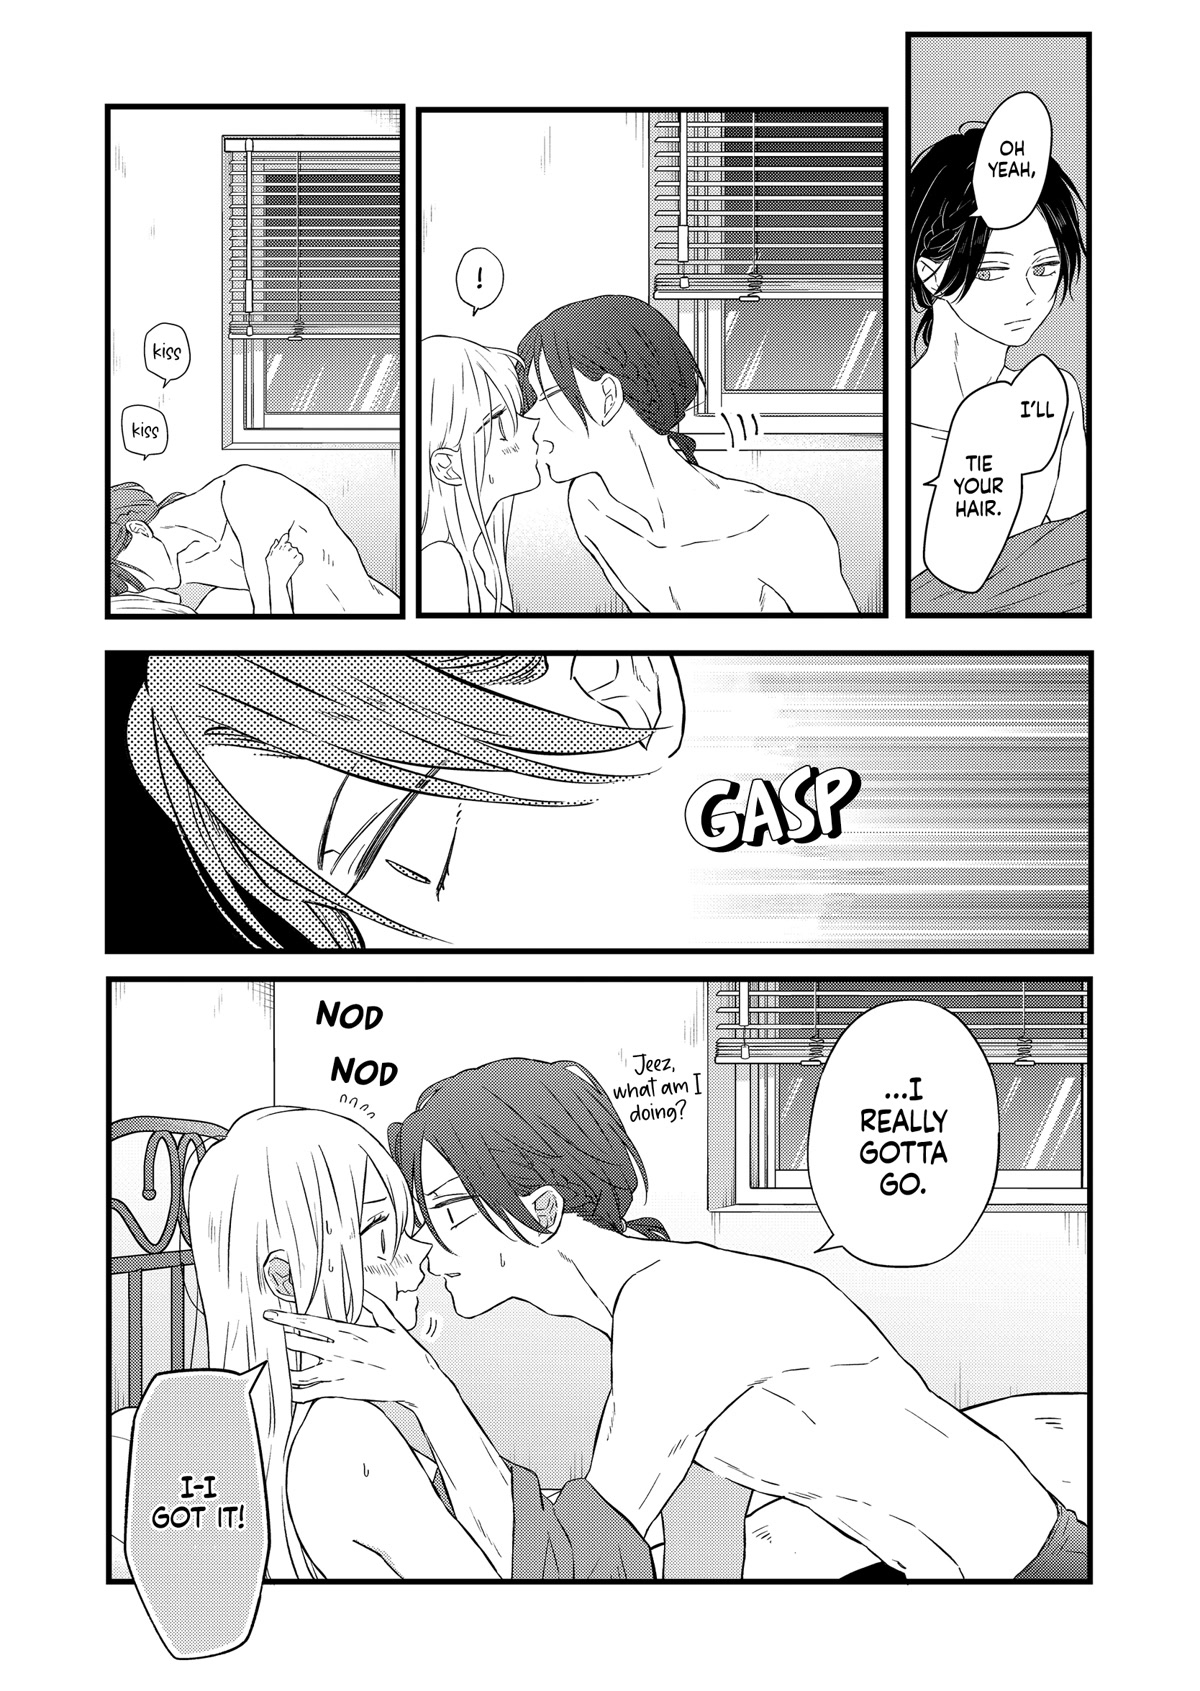 OH
YEAH,
I'LL
TIE
YOUR
HAIR.
!
kiss
kiss
GASP
...I
REALLY
GOTTA
GO.
Jeez,
what am I
doing?
NOD
NOD
I-I
GOT IT!